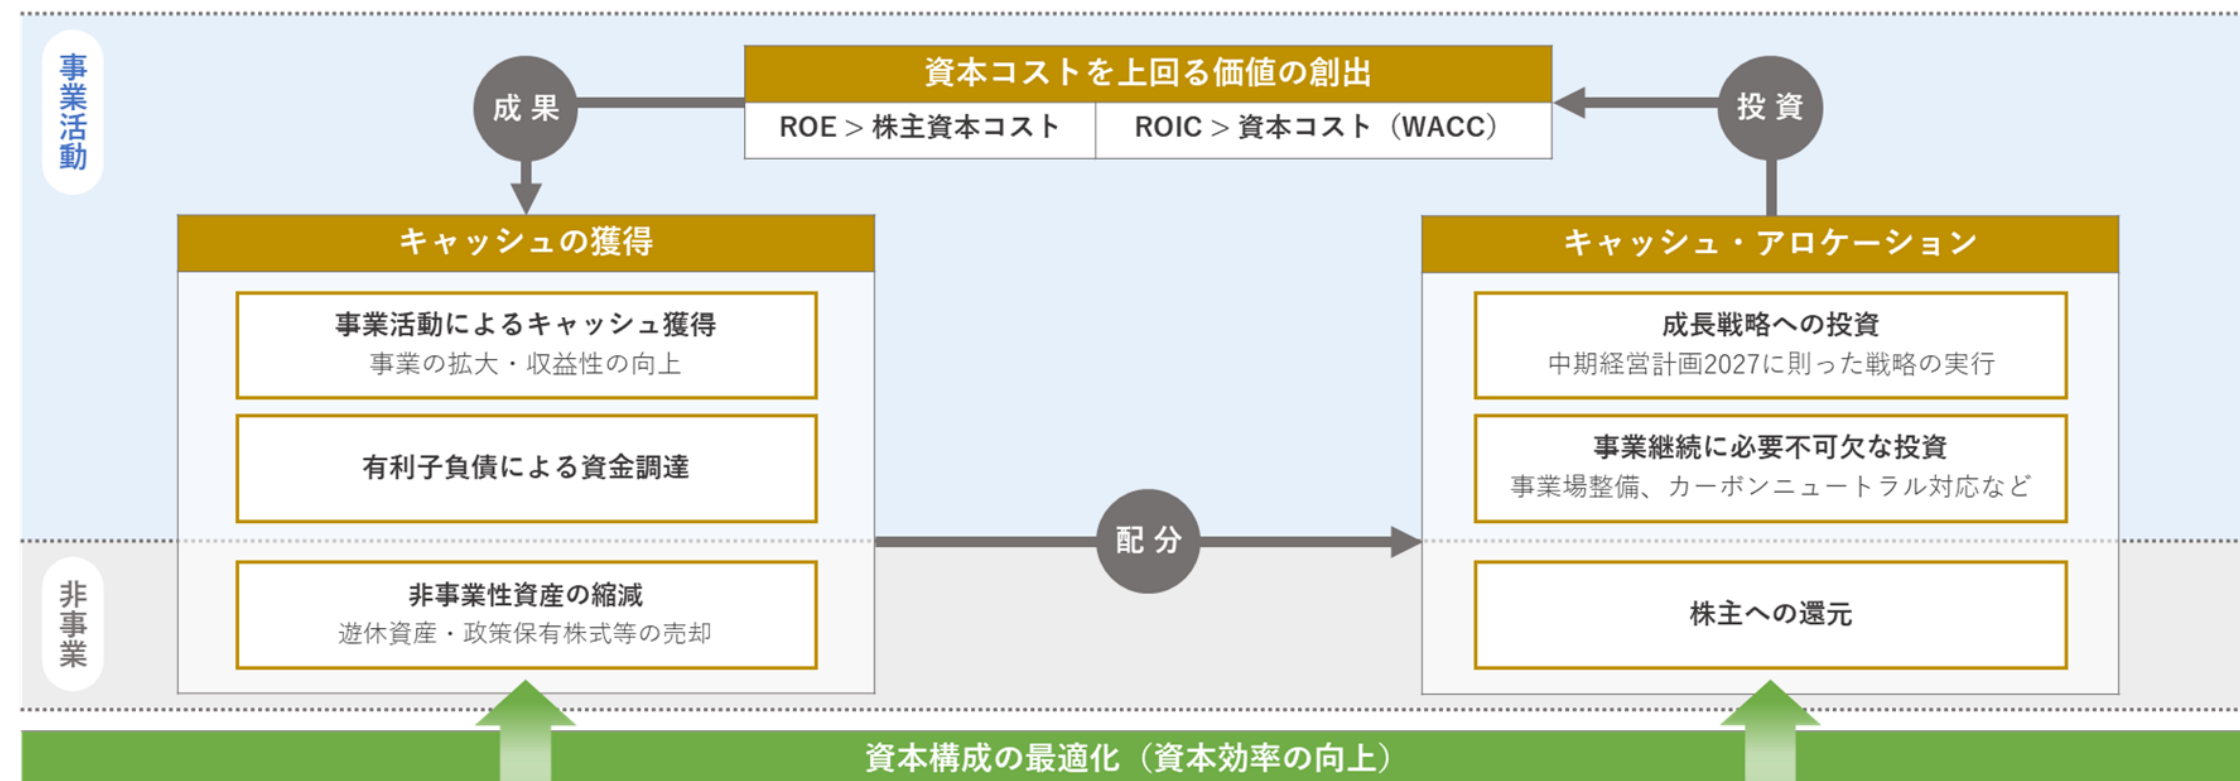 事業活動
成果
資本コストを上回る価値の創出
ROE > 株主資本コスト
ROIC > 資本コスト（WACC）
投資
キャッシュの獲得
事業活動によるキャッシュ獲得
事業の拡大・収益性の向上
有利子負債による資金調達
非事業
非事業性資産の縮減
遊休資産・政策保有株式等の売却
配分
キャッシュ・アロケーション
成長戦略への投資
中期経営計画2027に則った戦略の実行
事業継続に必要不可欠な投資
事業場整備、カーボンニュートラル対応など
株主への還元
資本構成の最適化（資本効率の向上）